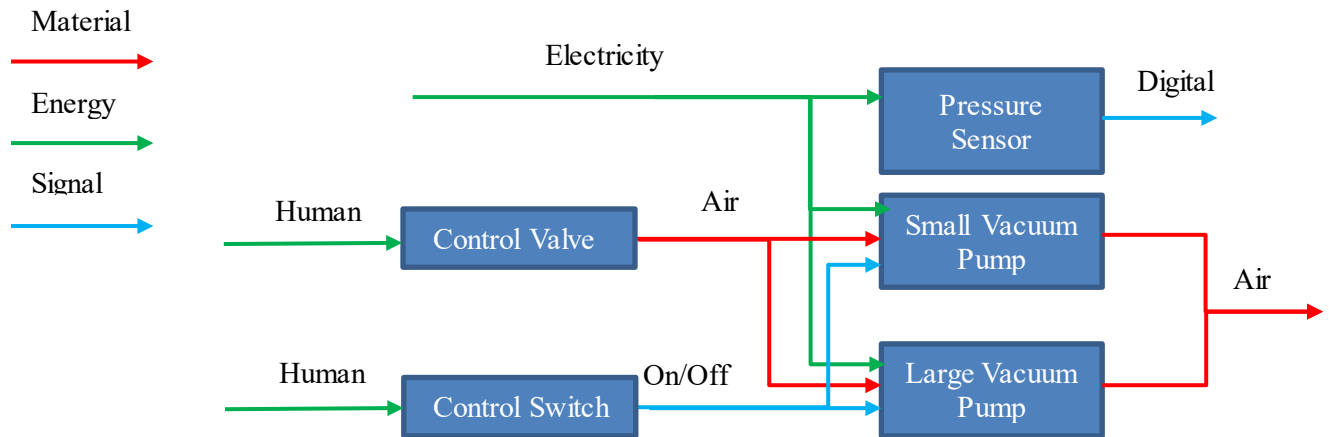 Material
Energy
Signal
Electricity
Pressure
Sensor
Digital
Human
Control Valve
Air
Small Vacuum
Pump
Air
Human
Control Switch
On/Off
Large Vacuum
Pump